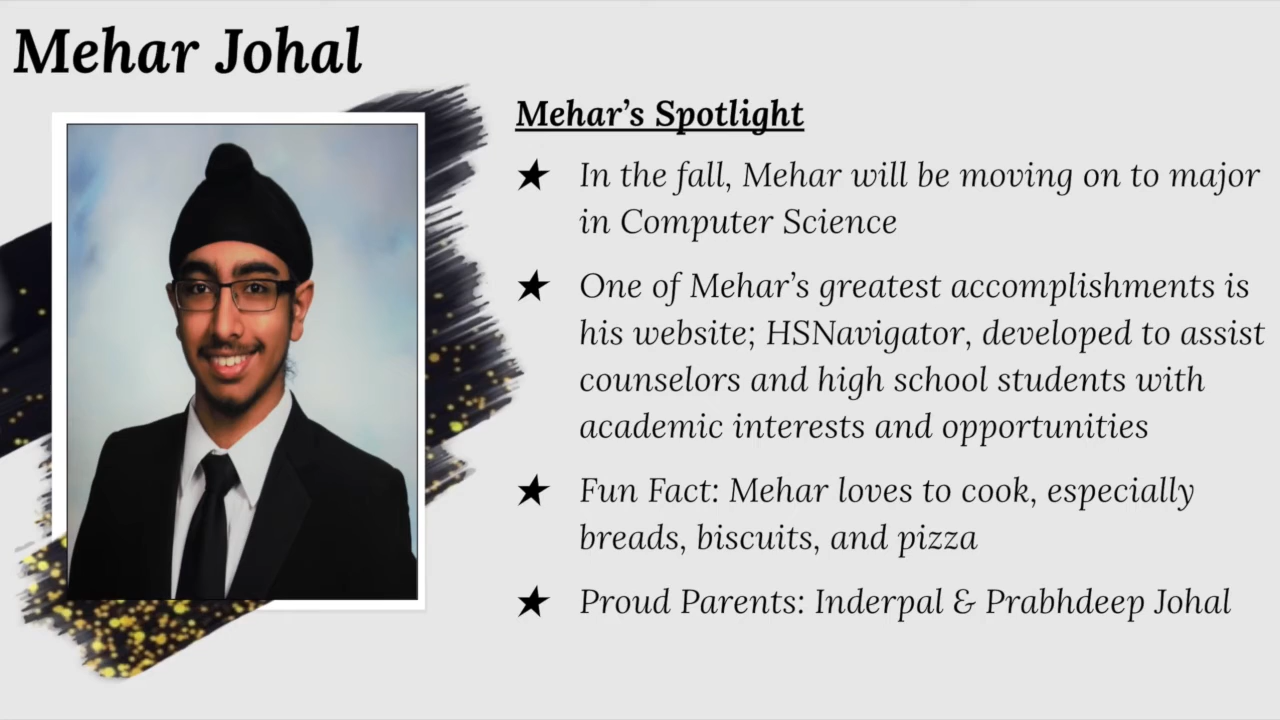 Mehar Johal
Mehar's Spotlight
★ In the fall, Mehar will be moving on to major
in Computer Science
★ One of Mehar's greatest accomplishments is
his website; HSNavigator, developed to assist
counselors and high school students with
academic interests and opportunities
★ Fun Fact: Mehar loves to cook, especially
breads, biscuits, and pizza
★ Proud Parents: Inderpal & Prabhdeep Johal